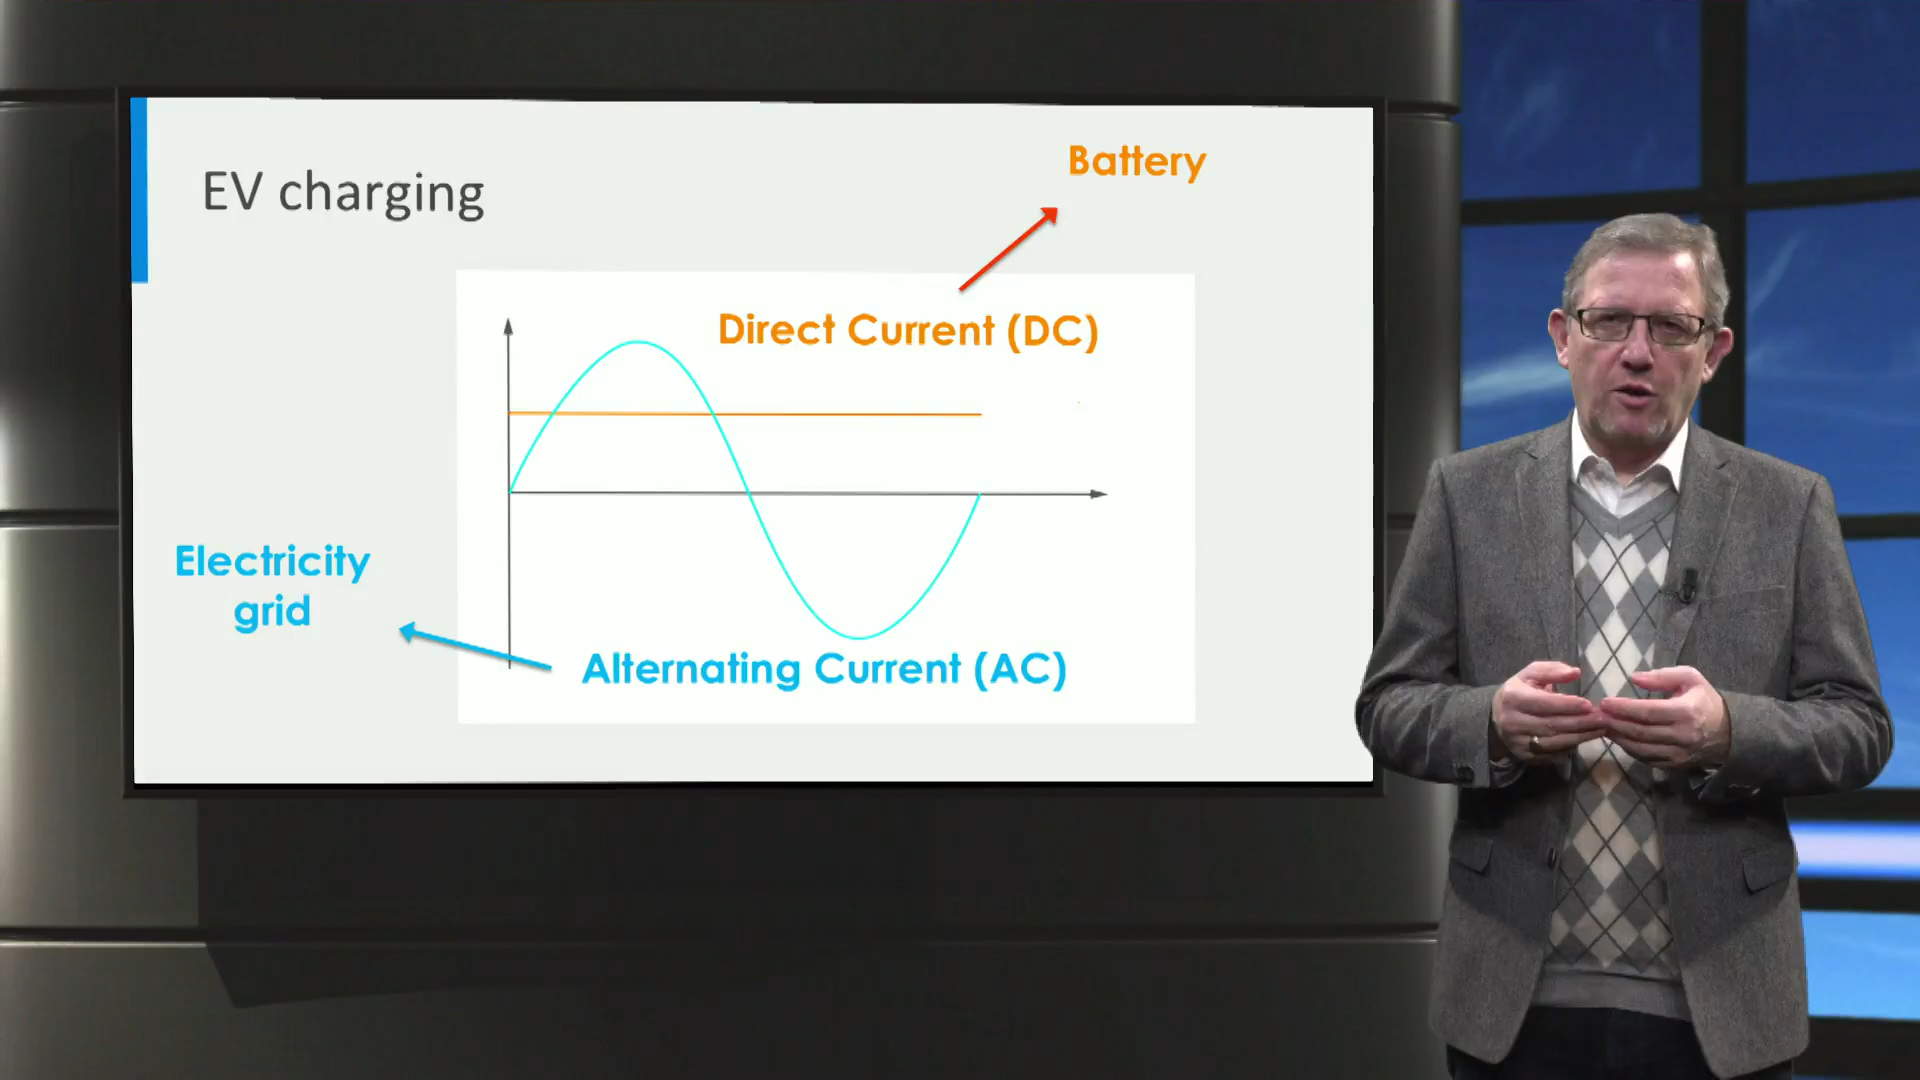 EV charging
Battery
Direct Current (DC)
Electricity
grid
Alternating Current (AC)